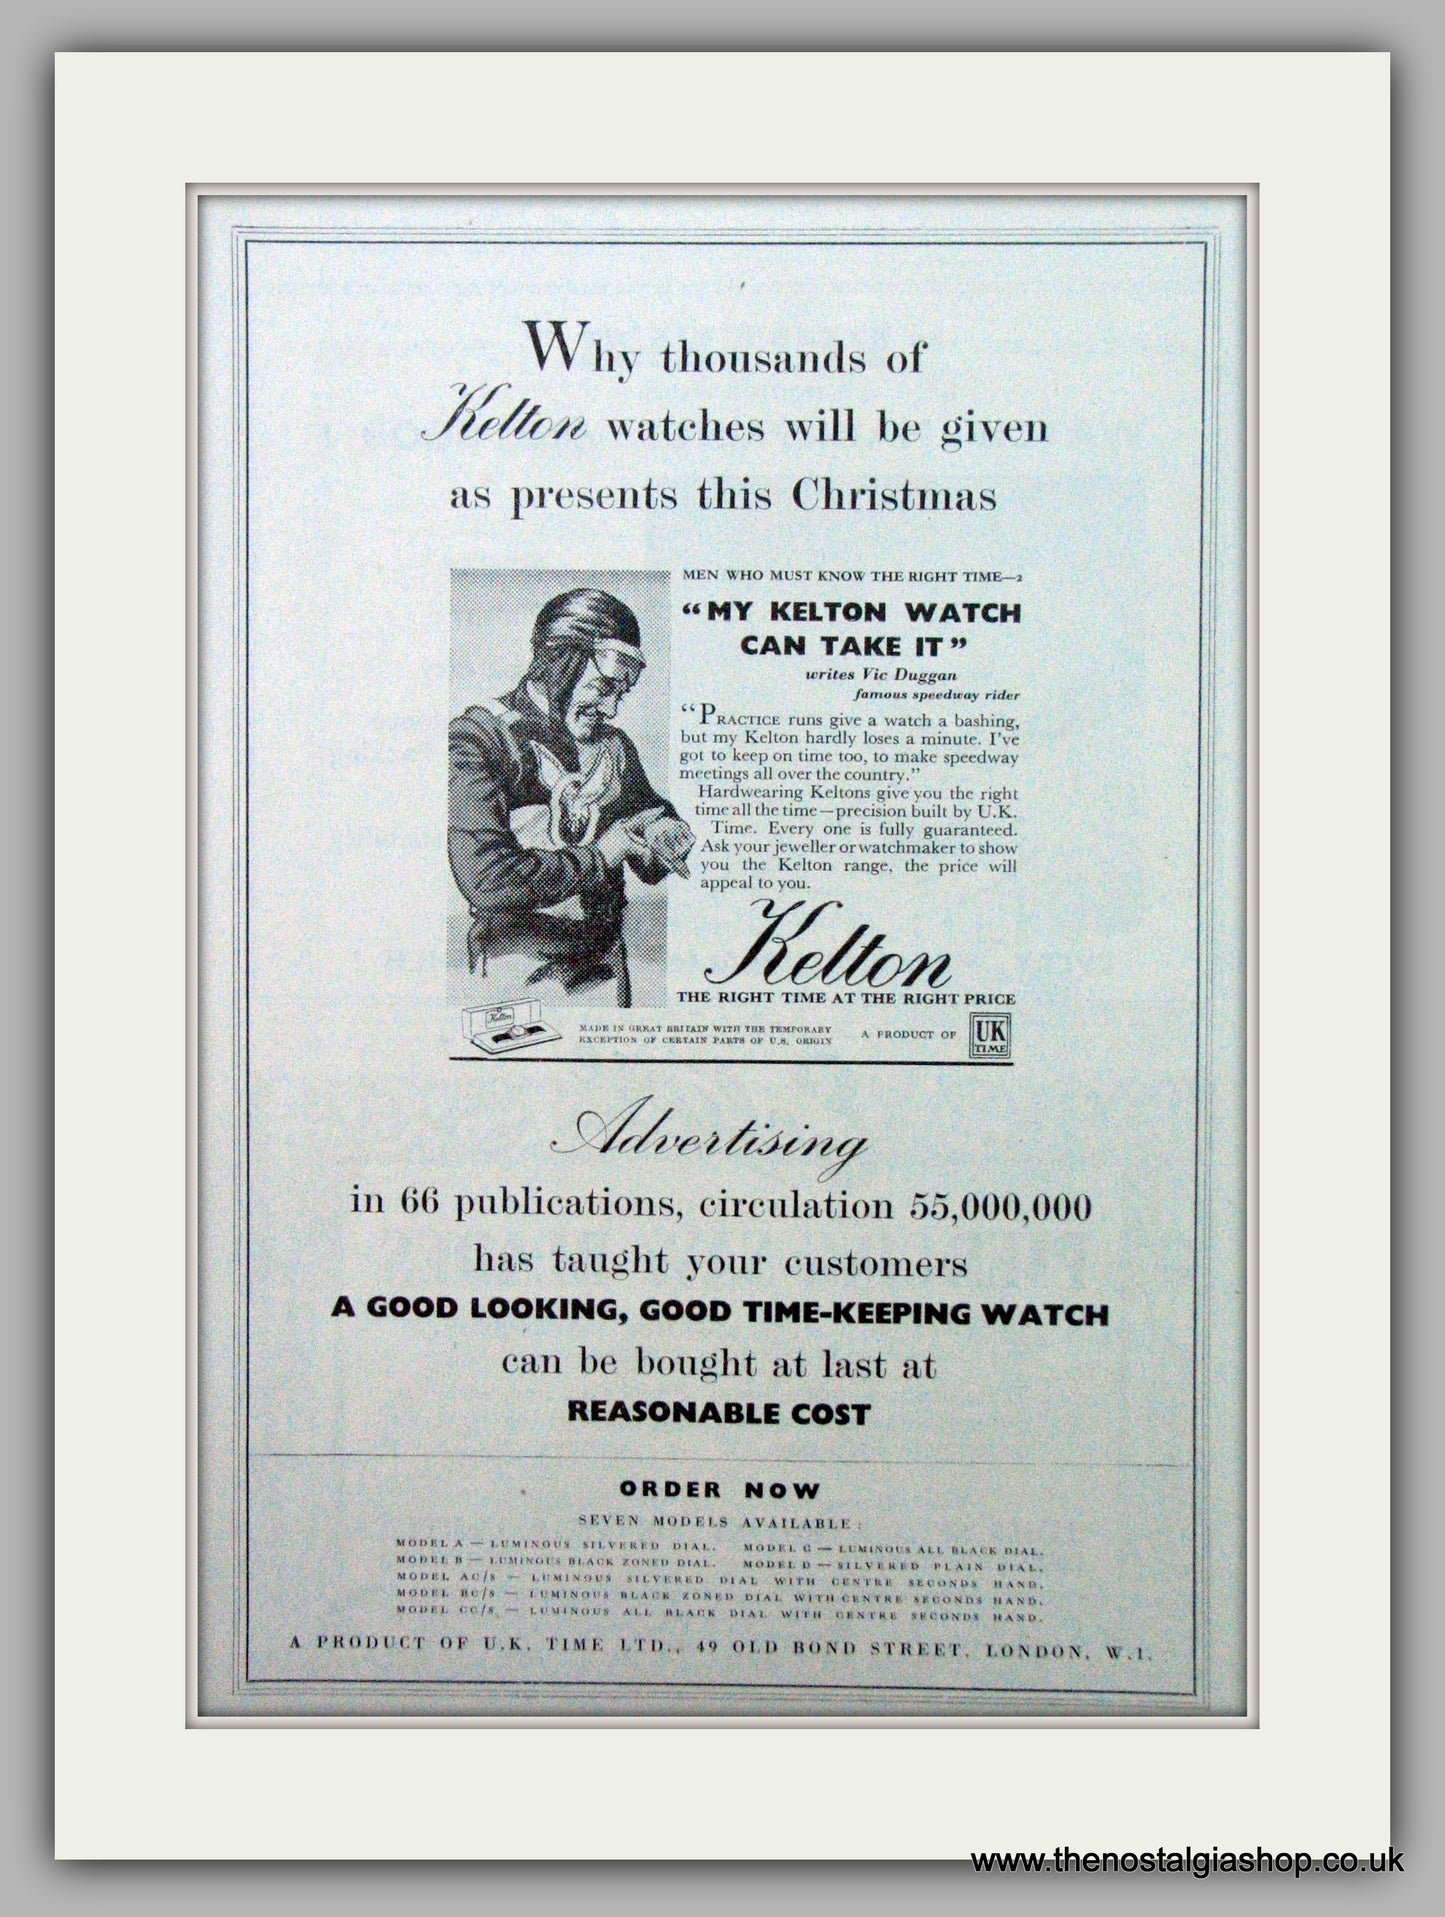 Why thousands of
Kelton watches will be given
as presents this Christmas
MEN WHO MUST KNOW THE RIGHT TIME—2
“MY KELTON WATCH
CAN TAKE IT”
writes Vic Duggan
famous speedway rider
“PRACTICE runs give a watch a bashing,
but my Kelton hardly loses a minute. I've
got to keep on time too, to make speedway
meetings all over the country.”
Hardwearing Keltons give you the right
time all the time—precision built by U.K.
Time. Every one is fully guaranteed.
Ask your jeweller or watchmaker to show
you the Kelton range, the price will
appeal to you.
Kelton
THE RIGHT TIME AT THE RIGHT PRICE
Kelton
MADE IN GREAT BRITAIN WITH THE TEMPORARY
EXCEPTION OF CERTAIN PARTS OF U.S. ORIGIN
A PRODUCT OF
UK
TIME
Advertising
in 66 publications, circulation 55,000,000
has taught your customers
A GOOD LOOKING, GOOD TIME-KEEPING WATCH
can be bought at last at
REASONABLE COST
ORDER NOW
SEVEN MODELS AVAILABLE:
MODEL A — LUMINOUS SILVERED DIAL. MODEL C — LUMINOUS ALL BLACK DIAL.
MODEL B — LUMINOUS BLACK ZONED DIAL. MODEL D — SILVERED PLAIN DIAL.
MODEL AC/S — LUMINOUS SILVERED DIAL WITH CENTRE SECONDS HAND.
MODEL BC/S — LUMINOUS BLACK ZONED DIAL WITH CENTRE SECONDS HAND.
MODEL CC/S — LUMINOUS ALL BLACK DIAL WITH CENTRE SECONDS HAND.
A PRODUCT OF U.K. TIME LTD., 49 OLD BOND STREET, LONDON, W.1.
www.thenostalgiashop.co.uk